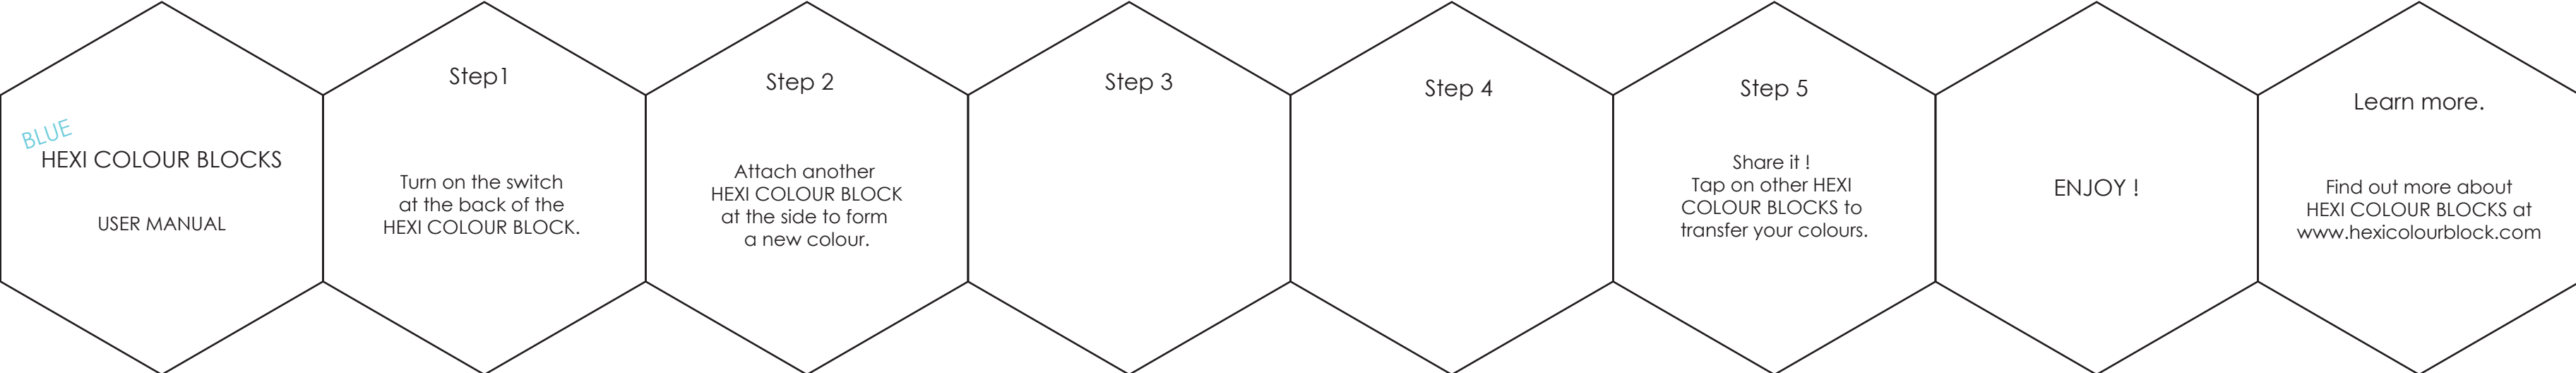 BLUE
HEXI COLOUR BLOCKS
USER MANUAL
Step1
Turn on the switch
at the back of the
HEXI COLOUR BLOCK.
Step 2
Attach another
HEXI COLOUR BLOCK
at the side to form
a new colour.
Step 3
Step 4
Step 5
Share it !
Tap on other HEXI
COLOUR BLOCKS to
transfer your colours.
ENJOY !
Learn more.
Find out more about
HEXI COLOUR BLOCKS at
www.hexicolourblock.com